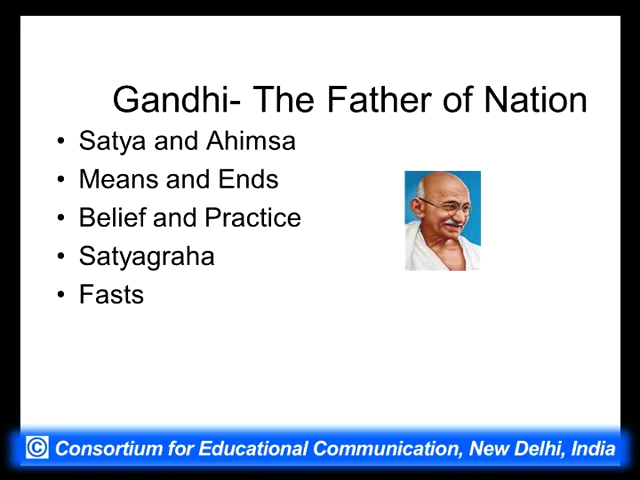 Gandhi- The Father of Nation
• Satya and Ahimsa
• Means and Ends
• Belief and Practice
• Satyagraha
• Fasts
© Consortium for Educational Communication, New Delhi, India